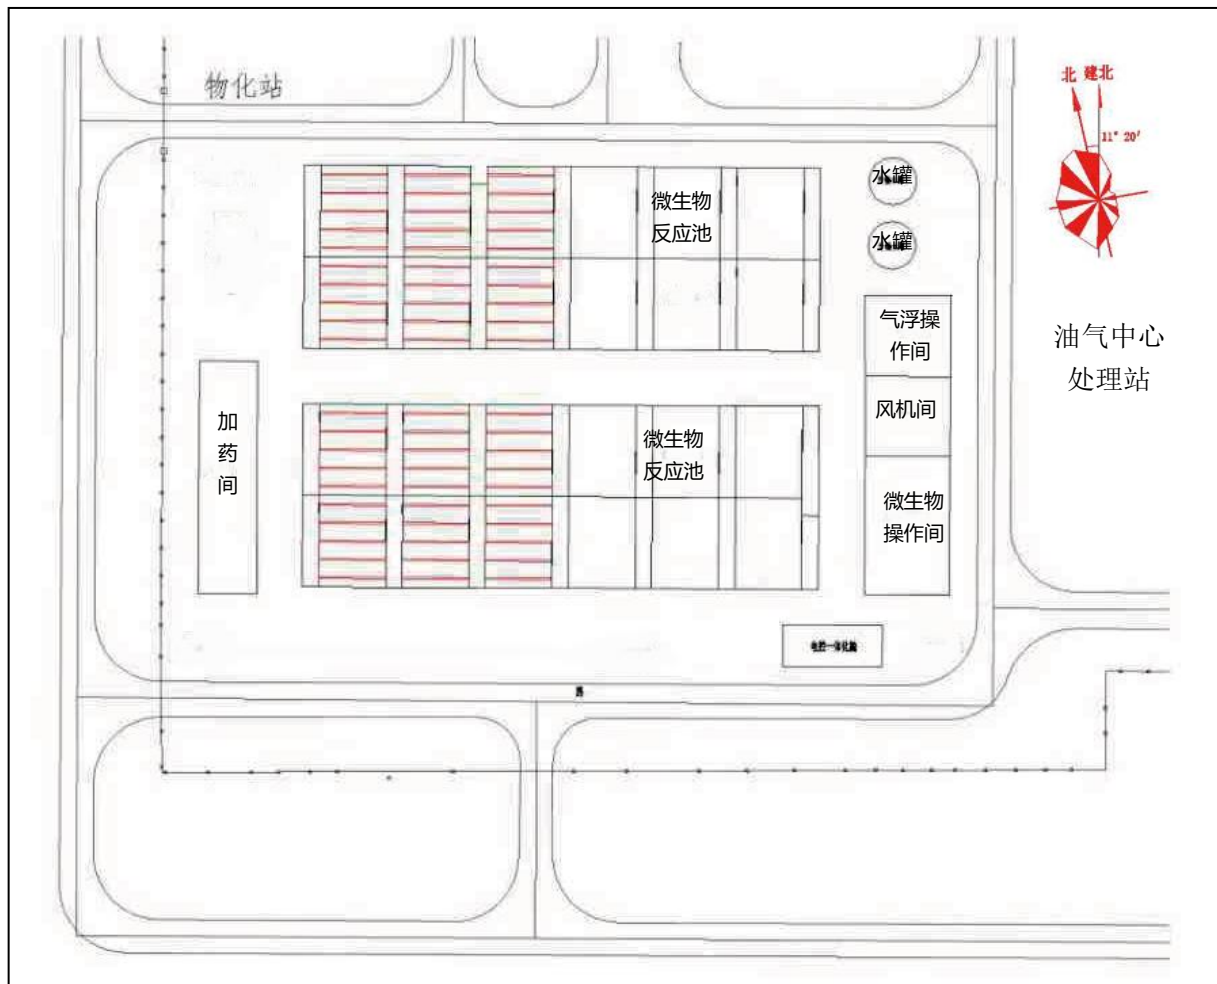 物化站
北 建北
11° 20′
水罐
水罐
微生物
反应池
气浮操
作间
油气中心
处理站
风机间
加
药
间
微生物
反应池
微生物
操作间
路